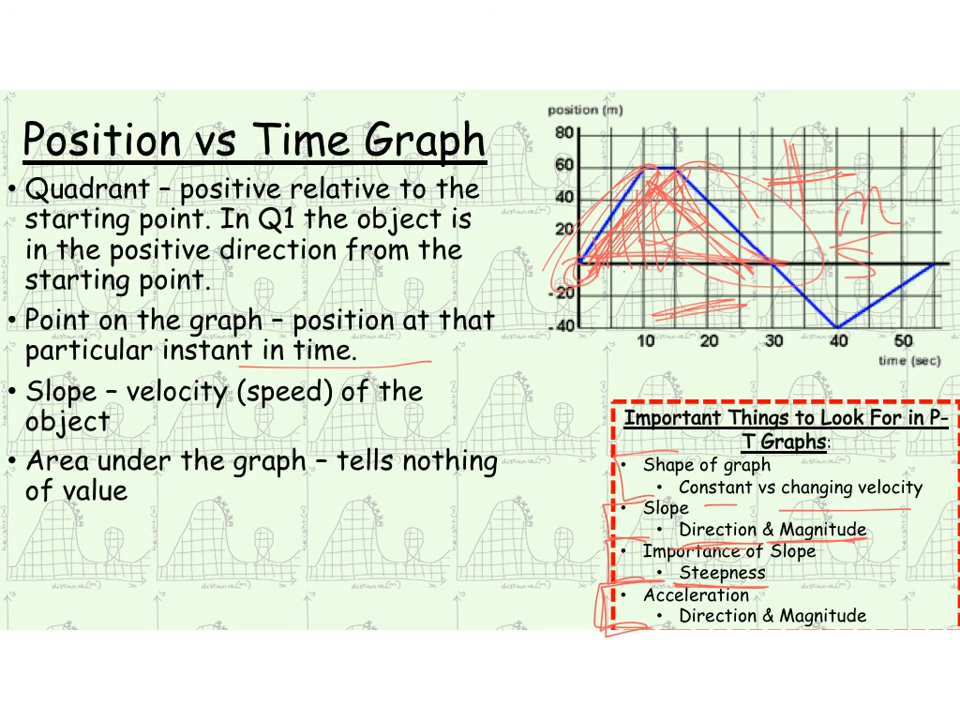 Position vs Time Graph
• Quadrant – positive relative to the
starting point. In Q1 the object is
in the positive direction from the
starting point.
• Point on the graph – position at that
particular instant in time.
• Slope – velocity (speed) of the
object
• Area under the graph – tells nothing
of value
position (m)
80
60
40
20
0
-20
-40
10 20 30 40 50
time (sec)
Important Things to Look For in P-
T Graphs:
• Shape of graph
• Constant vs changing velocity
• Slope
• Direction & Magnitude
• Importance of Slope
• Steepness
• Acceleration
• Direction & Magnitude